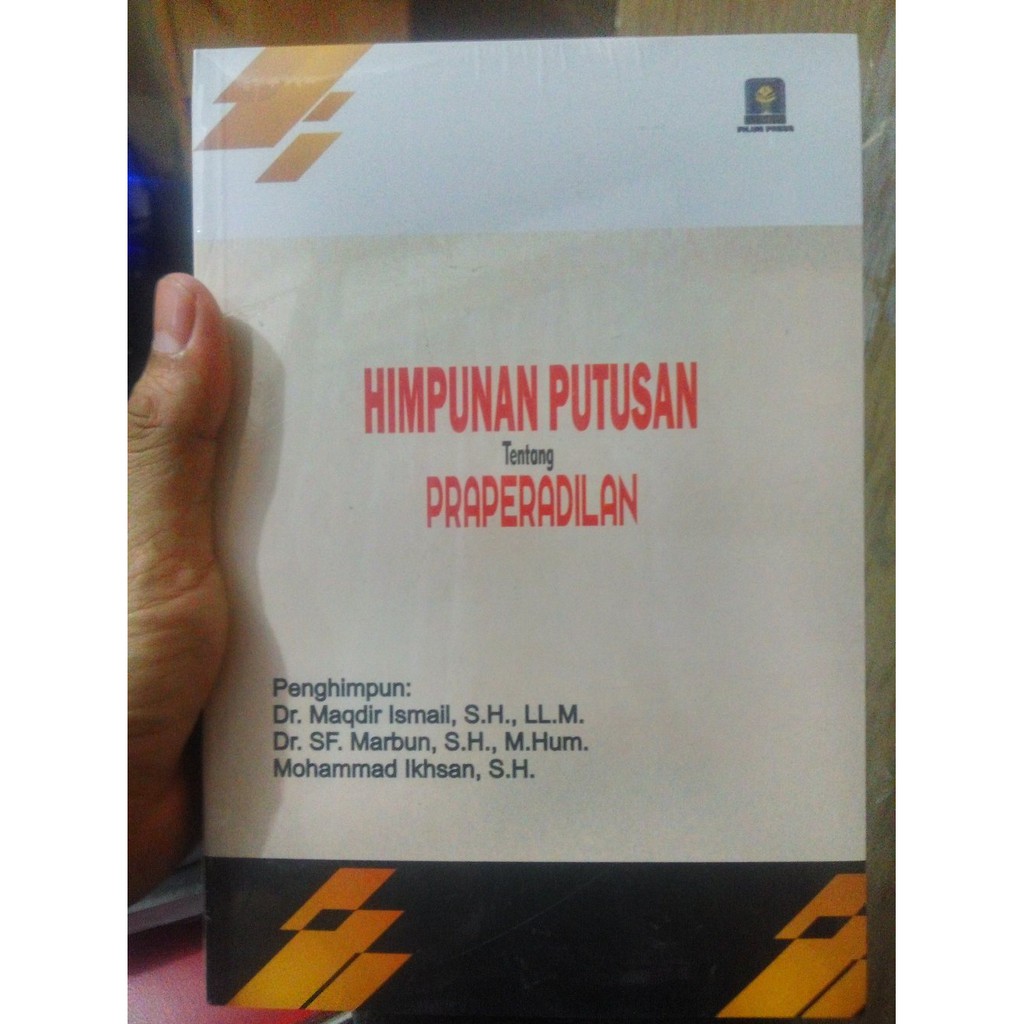 HIMPUNAN PUTUSAN
Tentang
PRAPERADILAN
Penghimpun:
Dr. Maqdir Ismail, S.H., LL.M.
Dr. SF. Marbun, S.H., M.Hum.
Mohammad Ikhsan, S.H.